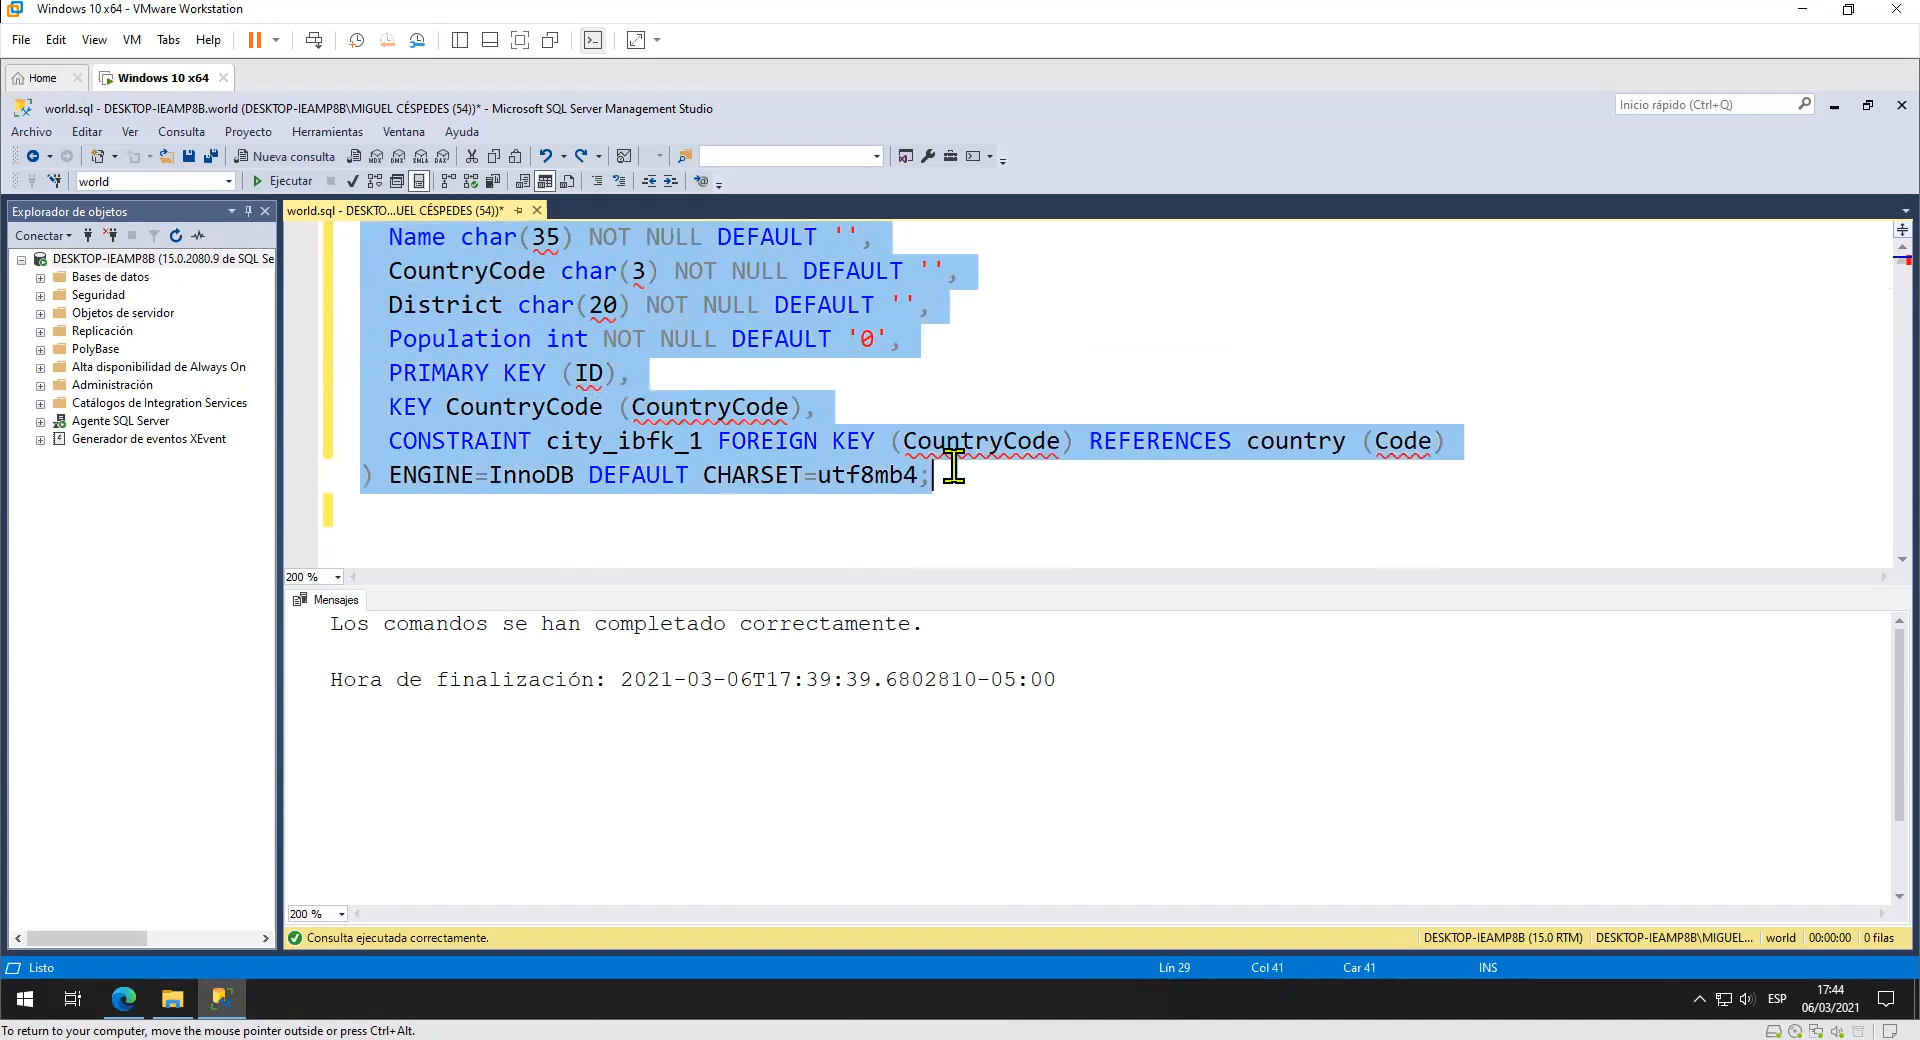 Windows 10 x64 - VMware Workstation
File Edit View VM Tabs Help
Home Windows 10 x64
world.sql - DESKTOP-IEAMP8B.world (DESKTOP-IEAMP8B\MIGUEL CÉSPEDES (54))* - Microsoft SQL Server Management Studio
Inicio rápido (Ctrl+Q)
Archivo Editar Ver Consulta Proyecto Herramientas Ventana Ayuda
Nueva consulta
world Ejecutar
Explorador de objetos
world.sql - DESKTO...UEL CÉSPEDES (54))*
Conectar
DESKTOP-IEAMP8B (15.0.2080.9 de SQL Se
Bases de datos
Seguridad
Objetos de servidor
Replicación
PolyBase
Alta disponibilidad de Always On
Administración
Catálogos de Integration Services
Agente SQL Server
Generador de eventos XEvent
Name char(35) NOT NULL DEFAULT '',
CountryCode char(3) NOT NULL DEFAULT '',
District char(20) NOT NULL DEFAULT '',
Population int NOT NULL DEFAULT '0',
PRIMARY KEY (ID),
KEY CountryCode (CountryCode),
CONSTRAINT city_ibfk_1 FOREIGN KEY (CountryCode) REFERENCES country (Code)
) ENGINE=InnoDB DEFAULT CHARSET=utf8mb4;
200 %
Mensajes
Los comandos se han completado correctamente.
Hora de finalización: 2021-03-06T17:39:39.6802810-05:00
200 %
Consulta ejecutada correctamente.
DESKTOP-IEAMP8B (15.0 RTM) DESKTOP-IEAMP8B\MIGUEL... world 00:00:00 0 filas
Listo
Lín 29 Col 41 Car 41 INS
ESP
17:44
06/03/2021
To return to your computer, move the mouse pointer outside or press Ctrl+Alt.